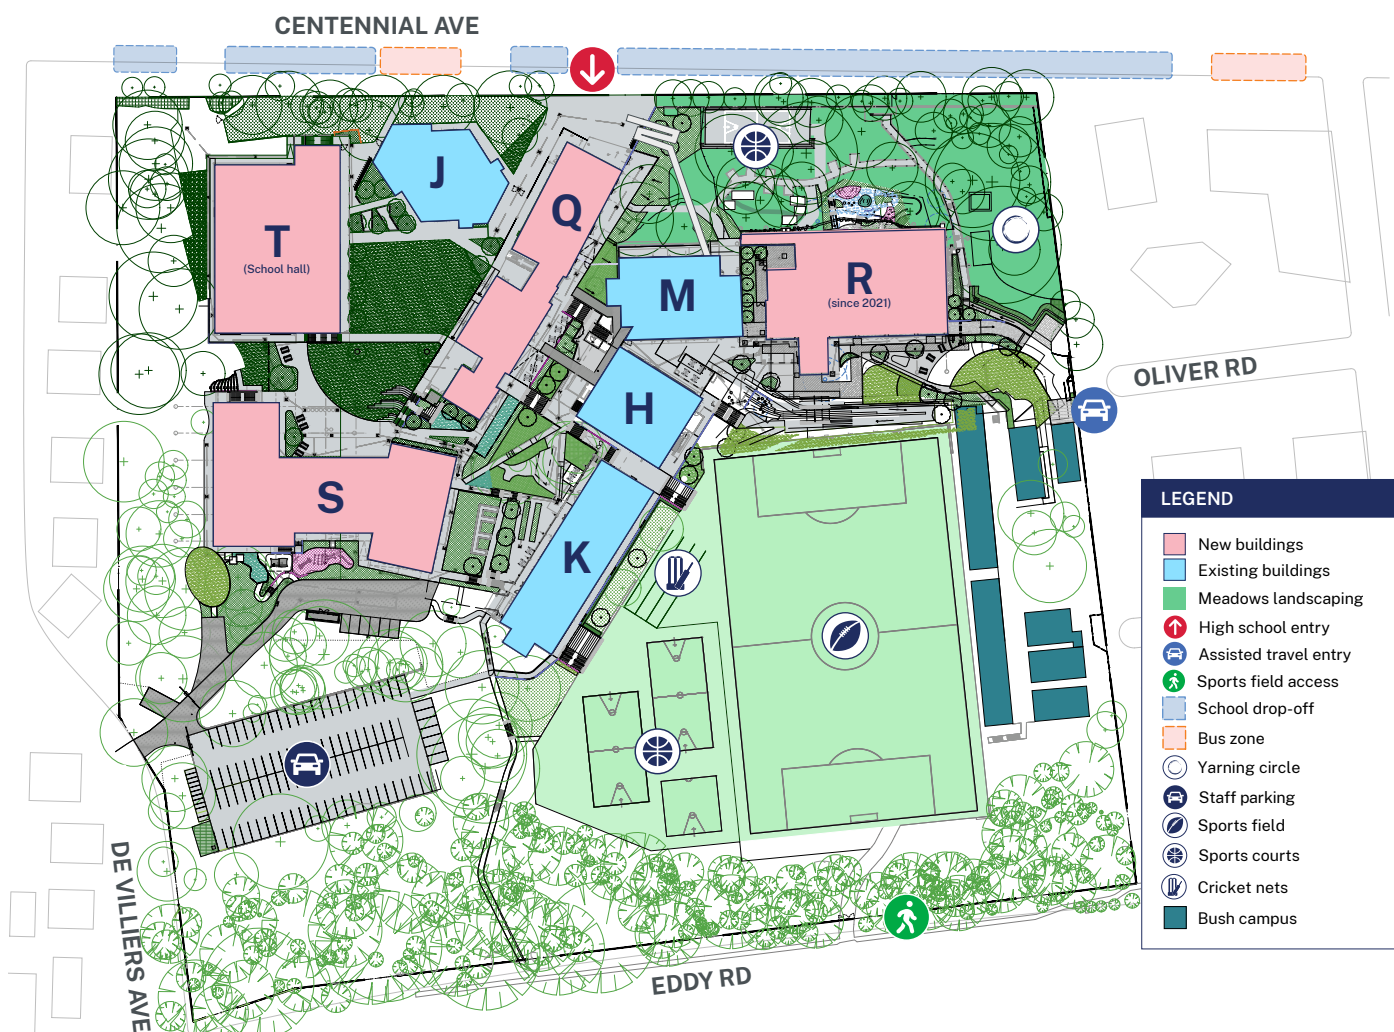 CENTENNIAL AVE
J
Q
T
(School hall)
M
R
(since 2021)
H
OLIVER RD
S
K
LEGEND
New buildings
Existing buildings
Meadows landscaping
High school entry
Assisted travel entry
Sports field access
School drop-off
Bus zone
Yarning circle
Staff parking
Sports field
Sports courts
Cricket nets
Bush campus
DE VILLIERS AVE
EDDY RD